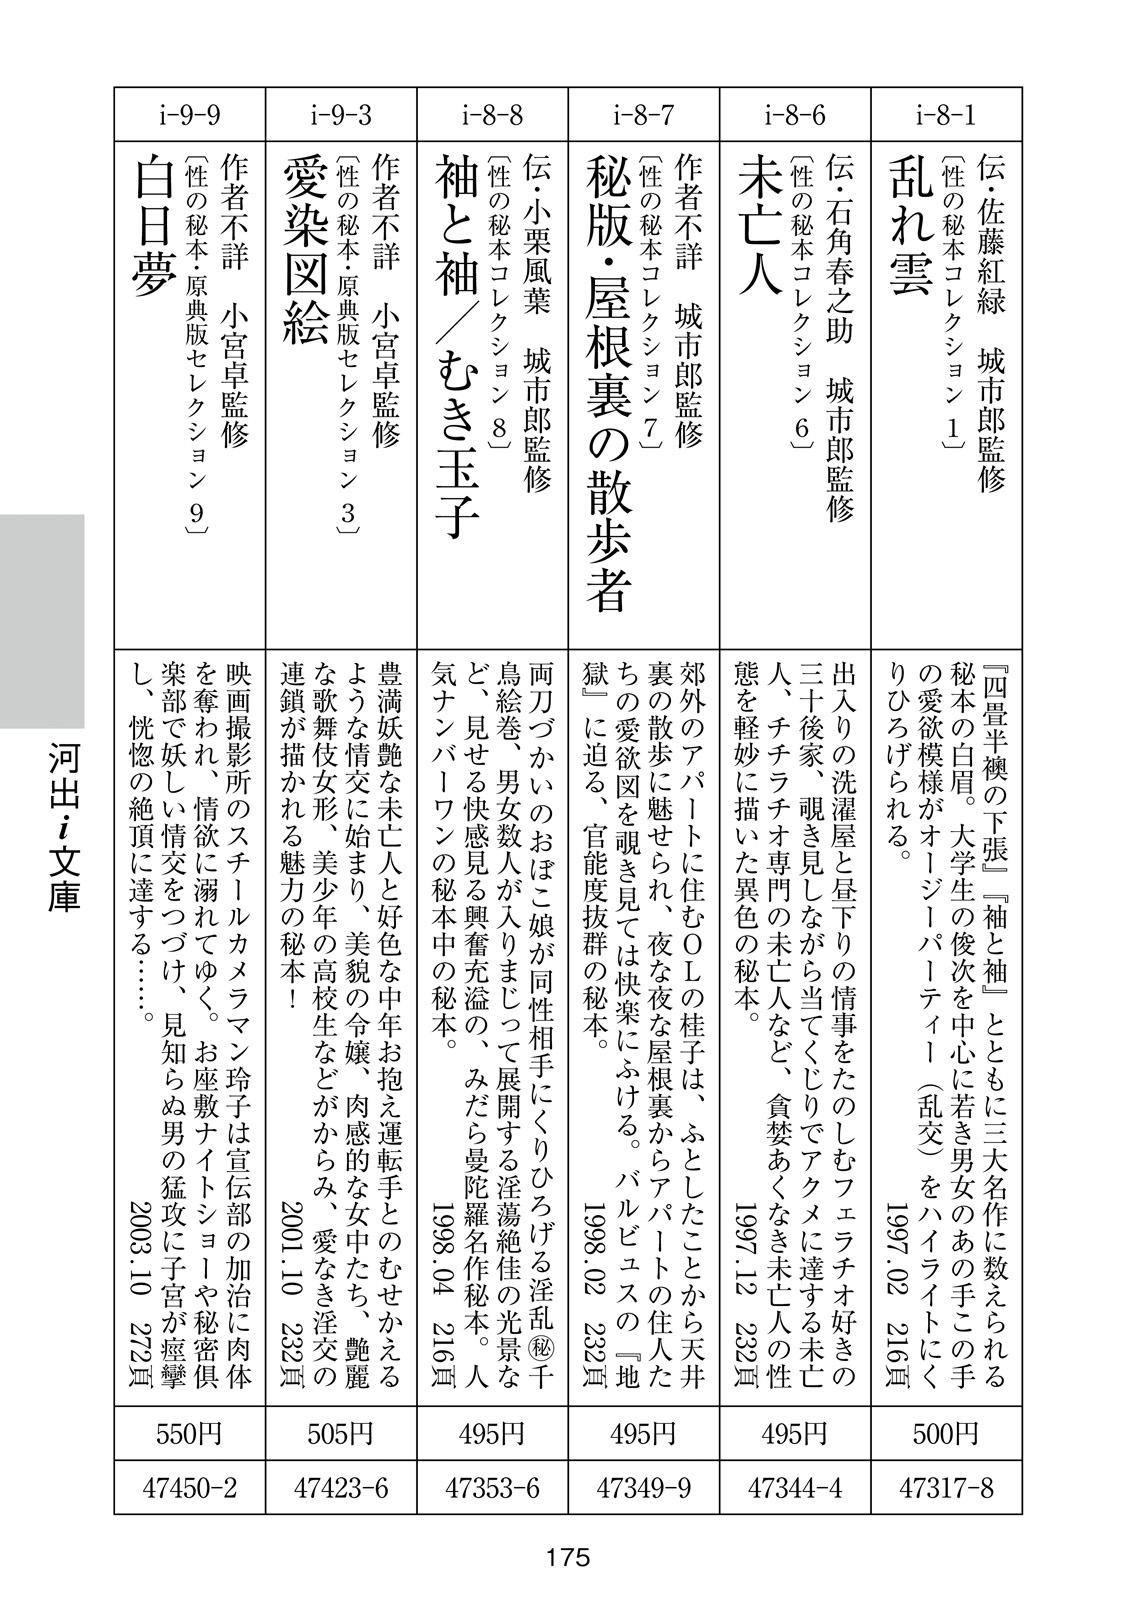 i-8-1
伝・佐藤紅緑　城市郎監修
〔性の秘本コレクション 1〕
乱れ雲
『四畳半襖の下張』『袖と袖』とともに三大名作に数えられる
秘本の白眉。大学生の俊次を中心に若き男女のあの手この手
の愛欲模様がオージーパーティー（乱交）をハイライトにく
りひろげられる。
1997.02　216頁
500円
47317-8
i-8-6
伝・石角春之助　城市郎監修
〔性の秘本コレクション 6〕
未亡人
出入りの洗濯屋と昼下りの情事をたのしむフェラチオ好きの
三十後家、覗き見しながら当てくじりでアクメに達する未亡
人、チチラチオ専門の未亡人など、貪婪あくなき未亡人の性
態を軽妙に描いた異色の秘本。
1997.12　232頁
495円
47344-4
i-8-7
作者不詳　城市郎監修
〔性の秘本コレクション 7〕
秘版・屋根裏の散歩者
郊外のアパートに住むOLの桂子は、ふとしたことから天井
裏の散歩に魅せられ、夜な夜な屋根裏からアパートの住人た
ちの愛欲図を覗き見ては快楽にふける。バルビュスの『地
獄』に迫る、官能度抜群の秘本。
1998.02　232頁
495円
47349-9
i-8-8
伝・小栗風葉　城市郎監修
〔性の秘本コレクション 8〕
袖と袖／むき玉子
両刀づかいのおぼこ娘が同性相手にくりひろげる淫乱㊙千
鳥絵巻、男女数人が入りまじって展開する淫蕩絶佳の光景な
ど、見せる快感見る興奮充溢の、みだら曼陀羅名作秘本。人
気ナンバーワンの秘本中の秘本。
1998.04　216頁
495円
47353-6
i-9-3
作者不詳　小宮卓監修
〔性の秘本・原典版セレクション 3〕
愛染図絵
豊満妖艶な未亡人と好色な中年お抱え運転手とのむせかえる
ような情交に始まり、美貌の令嬢、肉感的な女中たち、艶麗
な歌舞伎女形、美少年の高校生などがからみ、愛なき淫交の
連鎖が描かれる魅力の秘本！
2001.10　232頁
505円
47423-6
i-9-9
作者不詳　小宮卓監修
〔性の秘本・原典版セレクション 9〕
白日夢
映画撮影所のスチールカメラマン玲子は宣伝部の加治に肉体
を奪われ、情欲に溺れてゆく。お座敷ナイトショーや秘密倶
楽部で妖しい情交をつづけ、見知らぬ男の猛攻に子宮が痙攣
し、恍惚の絶頂に達する……。
2003.10　272頁
550円
47450-2
河出i文庫
175